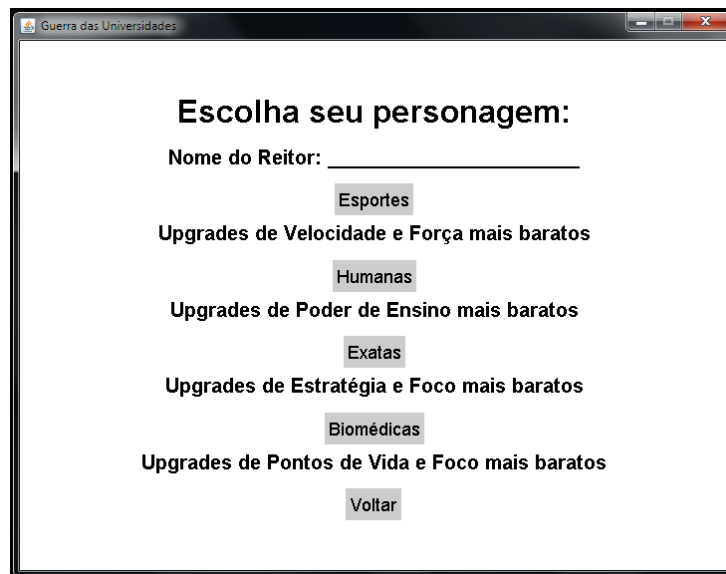 Guerra das Universidades
Escolha seu personagem:
Nome do Reitor: _______________________
Esportes
Upgrades de Velocidade e Força mais baratos
Humanas
Upgrades de Poder de Ensino mais baratos
Exatas
Upgrades de Estratégia e Foco mais baratos
Biomédicas
Upgrades de Pontos de Vida e Foco mais baratos
Voltar